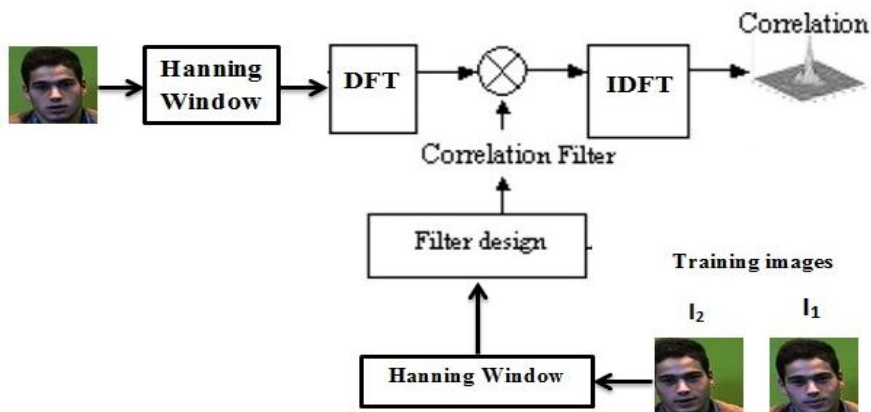 Correlation
Hanning
Window
DFT
IDFT
Correlation Filter
Filter design
Training images
I₂
I₁
Hanning Window